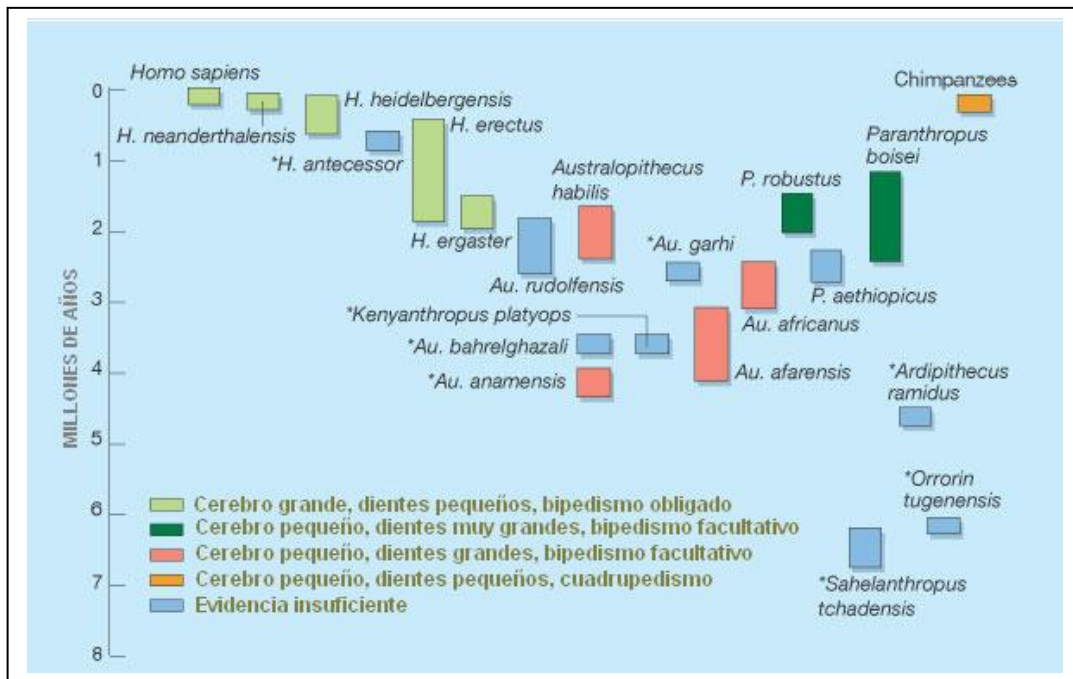 Homo sapiens
0
Chimpanzees
H. heidelbergensis
H. neanderthalensis
H. erectus
Paranthropus
boisei
*H. antecessor
1
Australopithecus
habilis
P. robustus
2
H. ergaster
*Au. garhi
Au. rudolfensis
P. aethiopicus
3
*Kenyanthropus platyops
Au. africanus
*Au. bahrelghazali
4
*Au. anamensis
Au. afarensis
*Ardipithecus
ramidus
MILLONES DE AÑOS
5
*Orrorin
tugenensis
Cerebro grande, dientes pequeños, bipedismo obligado
6
Cerebro pequeño, dientes muy grandes, bipedismo facultativo
Cerebro pequeño, dientes grandes, bipedismo facultativo
7
Cerebro pequeño, dientes pequeños, cuadrupedismo
*Sahelanthropus
tchadensis
Evidencia insuficiente
8